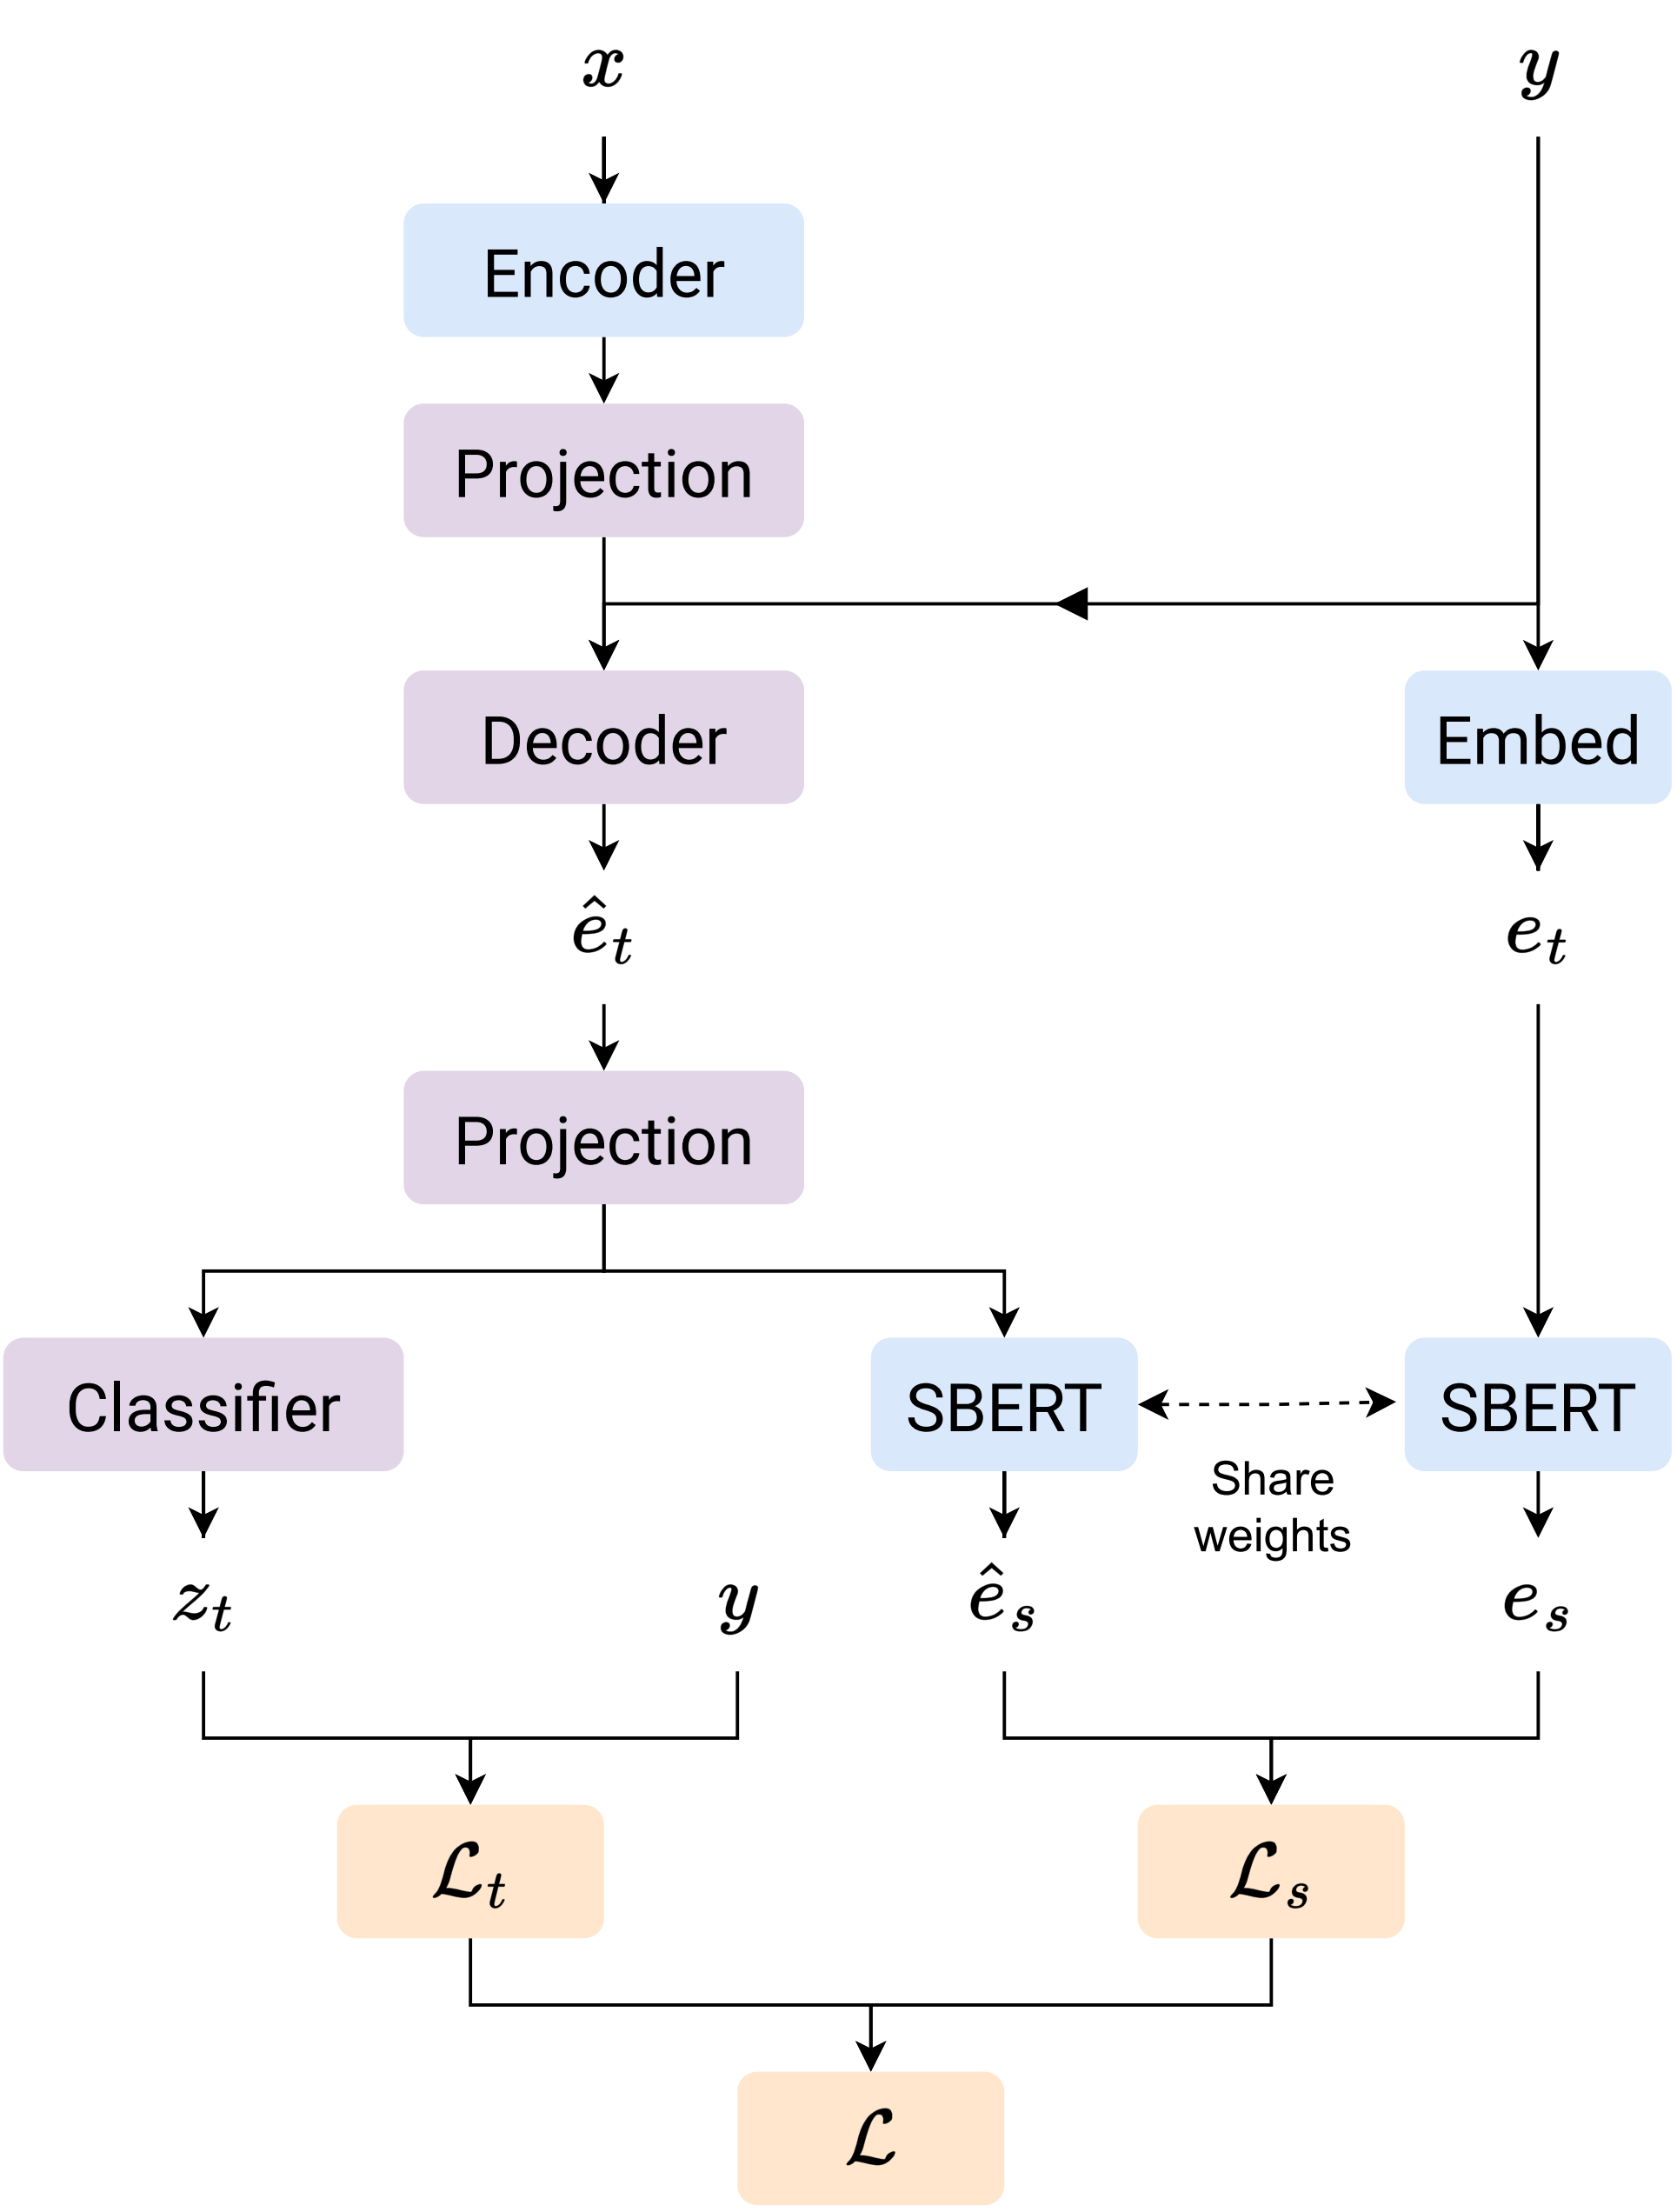 x
y
Encoder
Projection
Decoder
Embed
ê_t
e_t
Projection
Classifier
SBERT
SBERT
Share
weights
z_t
y
ê_s
e_s
ℒ_t
ℒ_s
ℒ